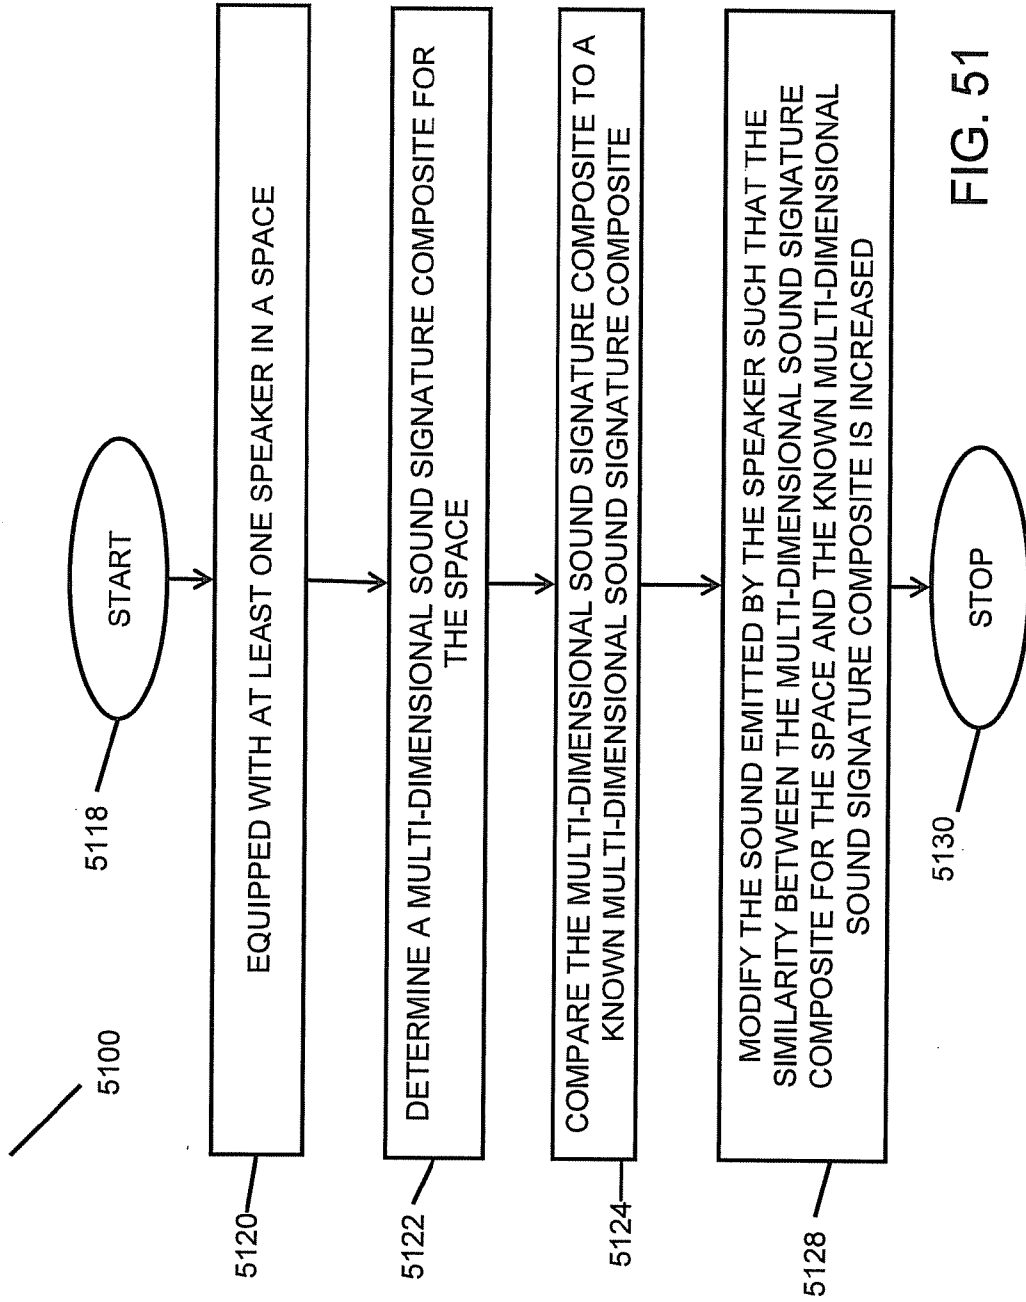 5100
5118
START
5120
EQUIPPED WITH AT LEAST ONE SPEAKER IN A SPACE
5122
DETERMINE A MULTI-DIMENSIONAL SOUND SIGNATURE COMPOSITE FOR
THE SPACE
5124
COMPARE THE MULTI-DIMENSIONAL SOUND SIGNATURE COMPOSITE TO A
KNOWN MULTI-DIMENSIONAL SOUND SIGNATURE COMPOSITE
5128
MODIFY THE SOUND EMITTED BY THE SPEAKER SUCH THAT THE
SIMILARITY BETWEEN THE MULTI-DIMENSIONAL SOUND SIGNATURE
COMPOSITE FOR THE SPACE AND THE KNOWN MULTI-DIMENSIONAL
SOUND SIGNATURE COMPOSITE IS INCREASED
5130
STOP
FIG. 51